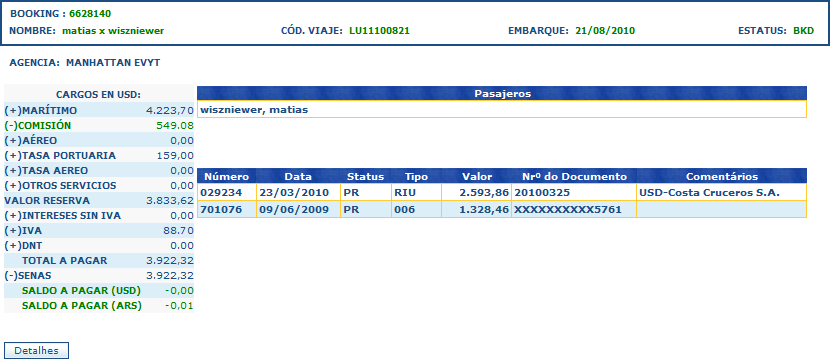 BOOKING : 6628140
NOMBRE: matias x wiszniewer CÓD. VIAJE: LU11100821 EMBARQUE: 21/08/2010 ESTATUS: BKD
AGENCIA: MANHATTAN EVYT
CARGOS EN USD:
(+)MARÍTIMO 4.223,70
(-)COMISIÓN 549.08
(+)AÉREO 0,00
(+)TASA PORTUARIA 159,00
(+)TASA AEREO 0,00
(+)OTROS SERVICIOS 0,00
VALOR RESERVA 3.833,62
(+)INTERESES SIN IVA 0,00
(+)IVA 88.70
(+)DNT 0.00
TOTAL A PAGAR 3.922,32
(-)SENAS 3.922,32
SALDO A PAGAR (USD) -0,00
SALDO A PAGAR (ARS) -0,01
Pasajeros
wiszniewer, matias
Número Data Status Tipo Valor Nrº do Documento Comentários
029234 23/03/2010 PR RIU 2.593,86 20100325 USD-Costa Cruceros S.A.
701076 09/06/2009 PR 006 1.328,46 XXXXXXXXXX5761
Detalhes